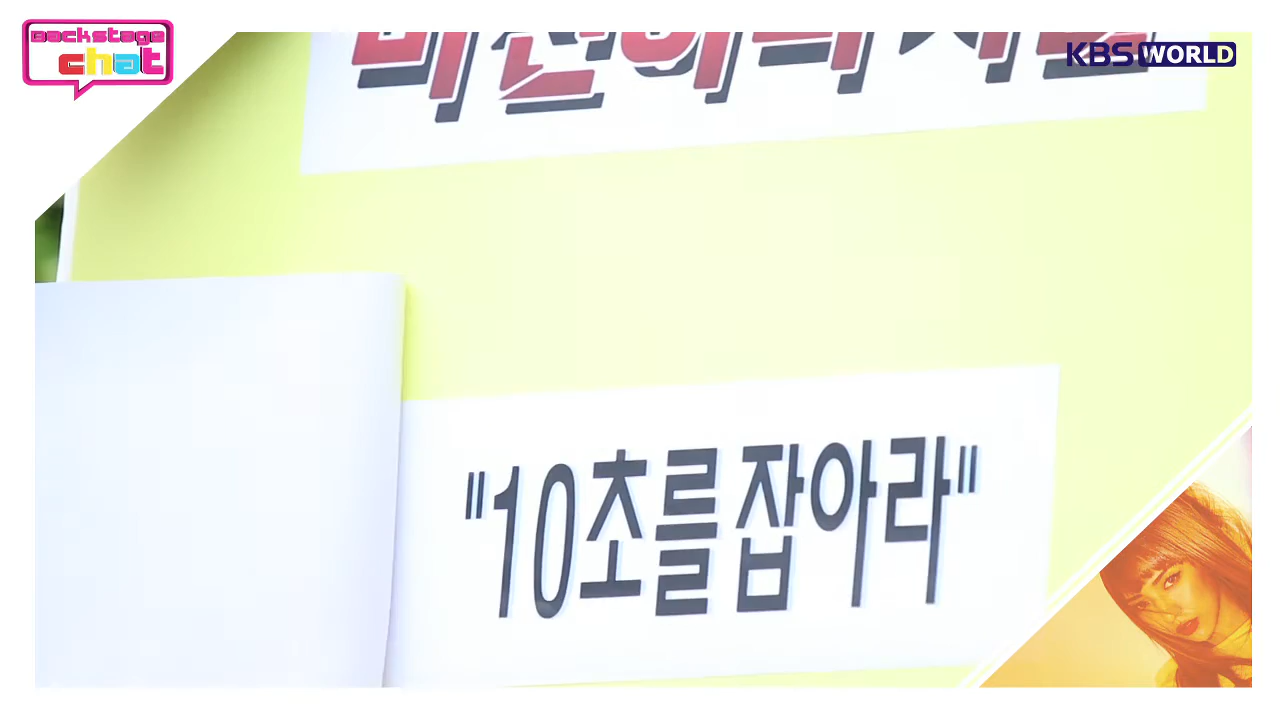 Backstage
chat
KBS WORLD
"10초를 잡아라"